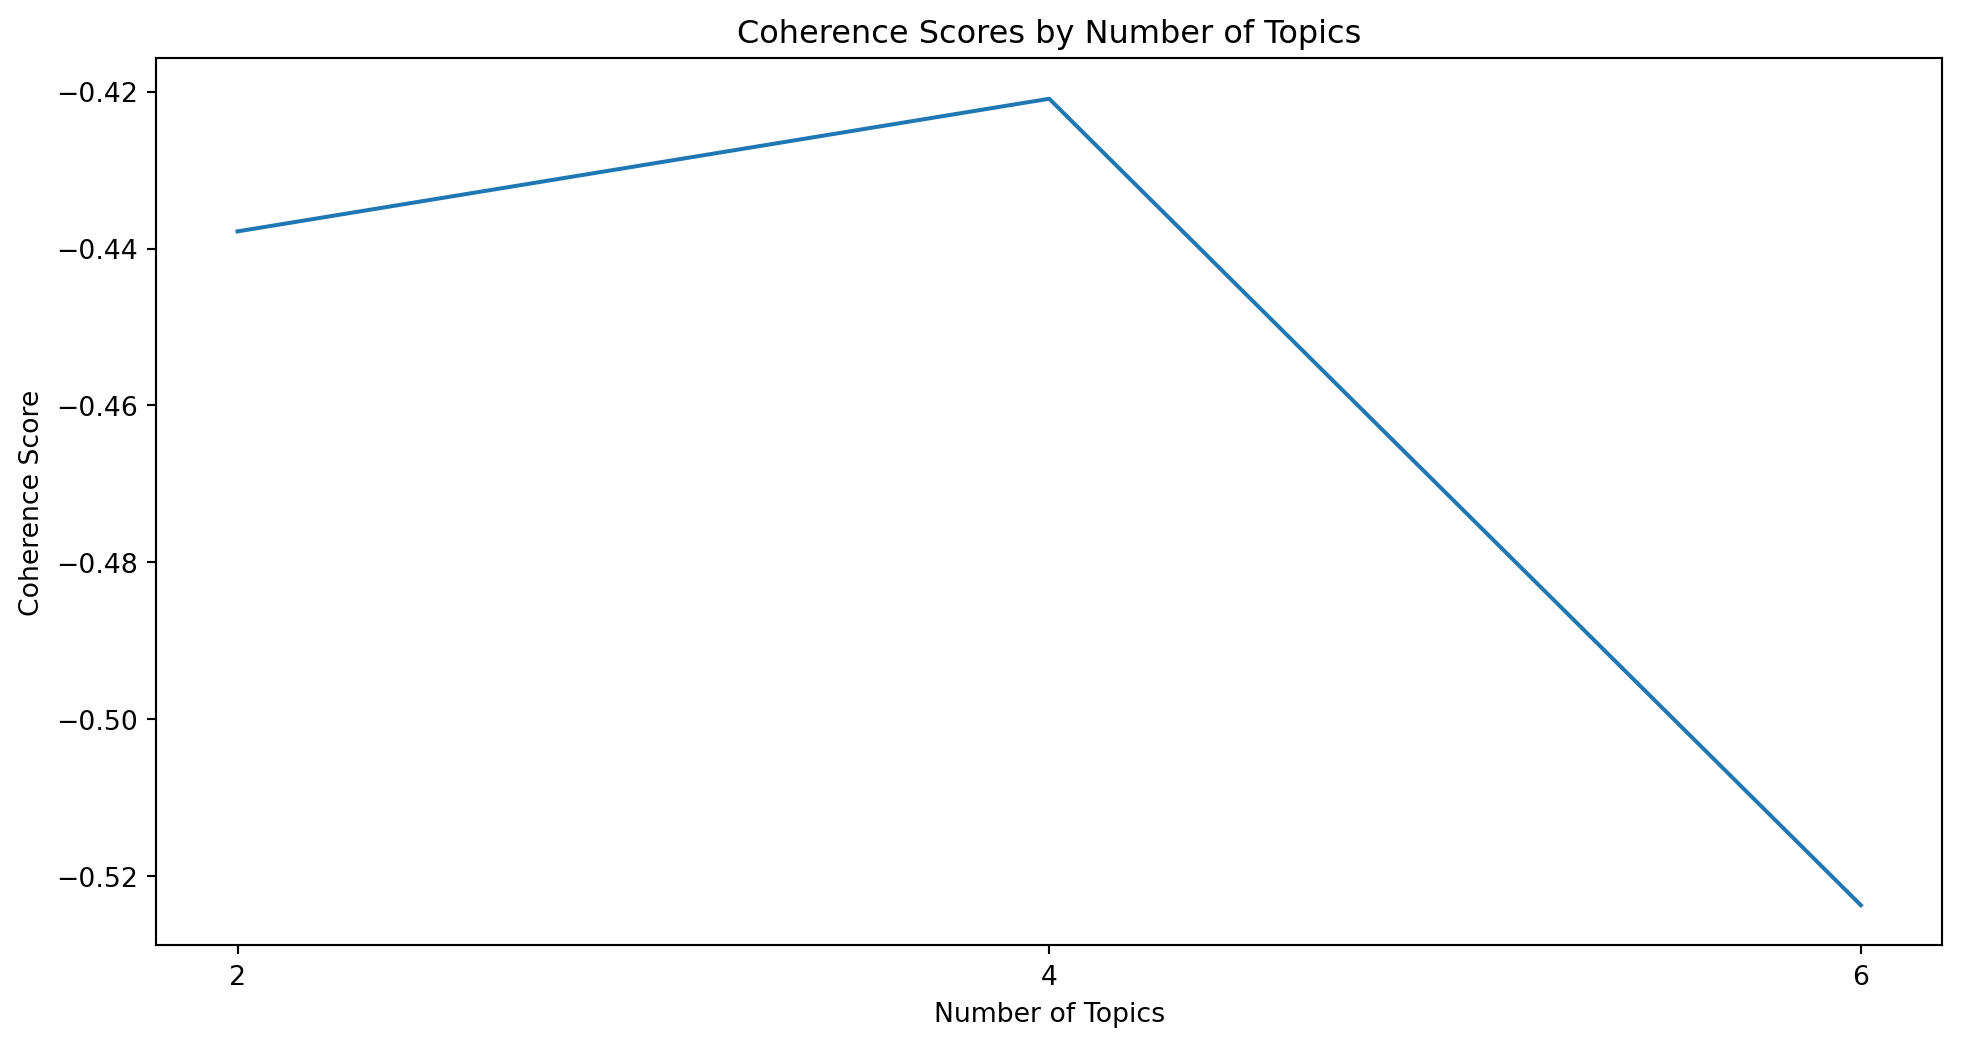 Coherence Scores by Number of Topics
−0.42
−0.44
−0.46
−0.48
−0.50
−0.52
Coherence Score
2 4 6
Number of Topics